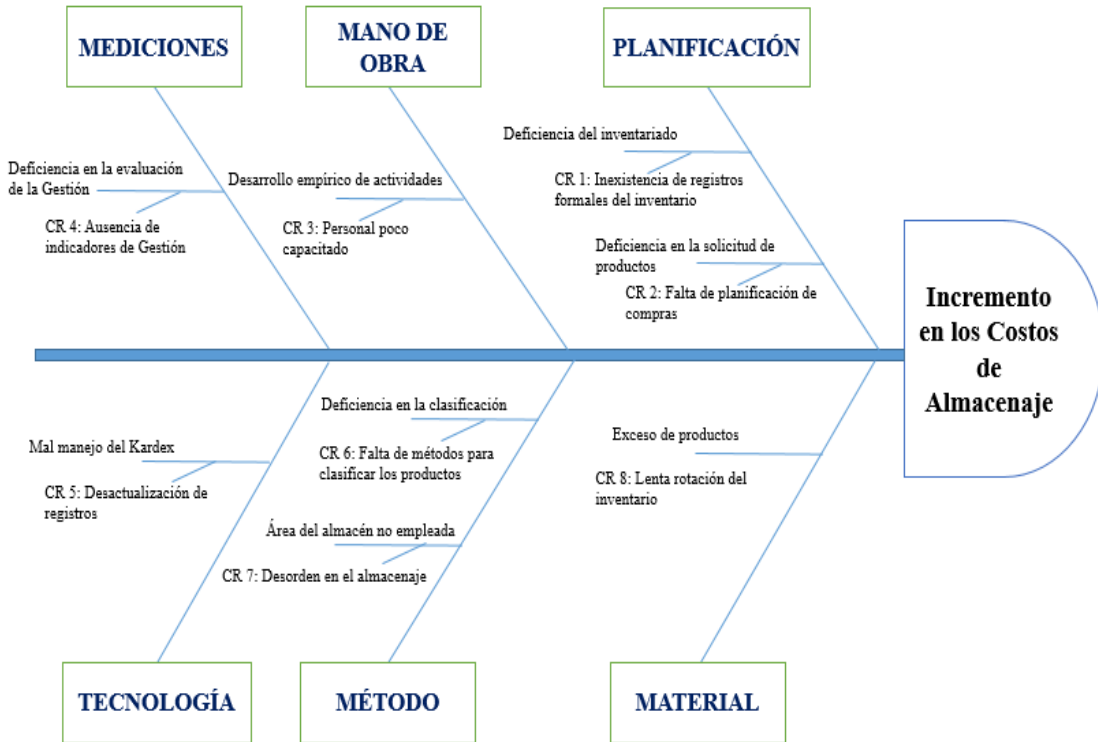 MEDICIONES
MANO DE
OBRA
PLANIFICACIÓN
Deficiencia en la evaluación
de la Gestión
CR 4: Ausencia de
indicadores de Gestión
Desarrollo empírico de actividades
CR 3: Personal poco
capacitado
Deficiencia del inventariado
CR 1: Inexistencia de registros
formales del inventario
Deficiencia en la solicitud de
productos
CR 2: Falta de planificación de
compras
Incremento
en los Costos
de
Almacenaje
Mal manejo del Kardex
CR 5: Desactualización de
registros
Deficiencia en la clasificación
CR 6: Falta de métodos para
clasificar los productos
Área del almacén no empleada
CR 7: Desorden en el almacenaje
Exceso de productos
CR 8: Lenta rotación del
inventario
TECNOLOGÍA
MÉTODO
MATERIAL